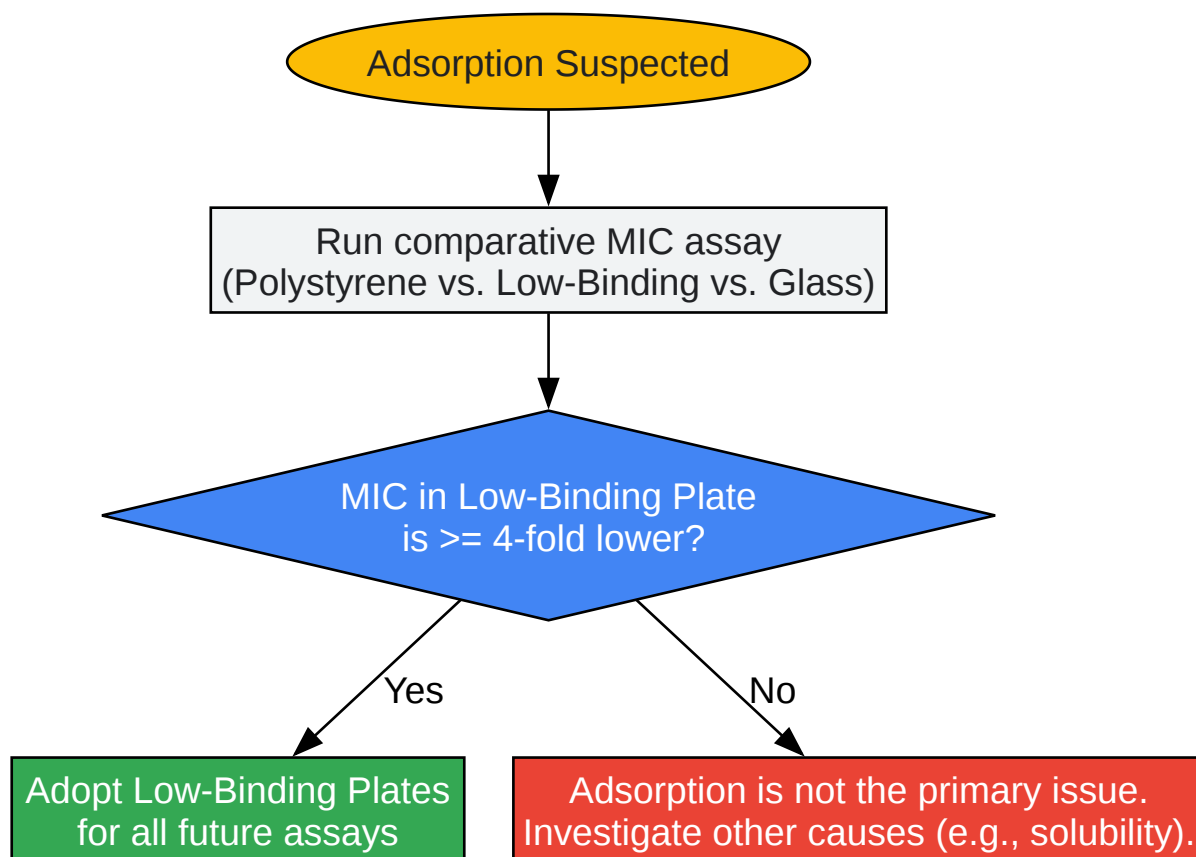 Adsorption Suspected
Run comparative MIC assay
(Polystyrene vs. Low-Binding vs. Glass)
MIC in Low-Binding Plate
is >= 4-fold lower?
Yes
No
Adopt Low-Binding Plates
for all future assays
Adsorption is not the primary issue.
Investigate other causes (e.g., solubility).